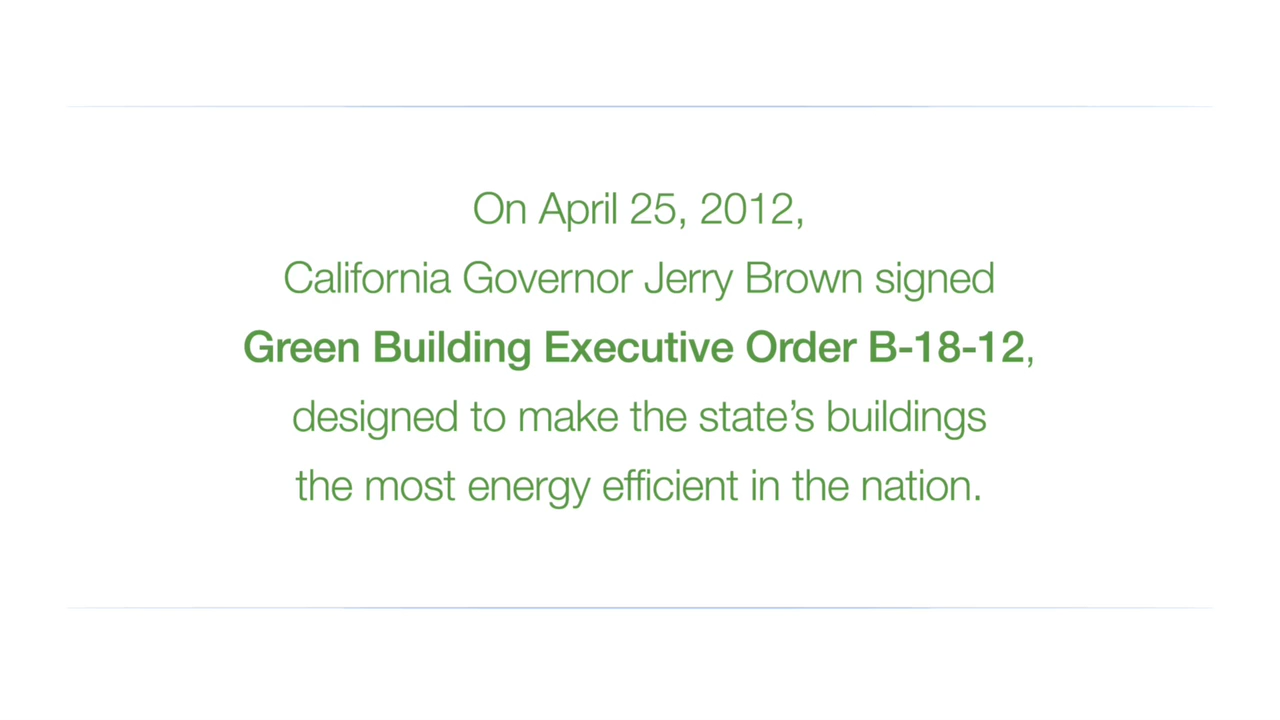 On April 25, 2012,
California Governor Jerry Brown signed
Green Building Executive Order B-18-12,
designed to make the state’s buildings
the most energy efficient in the nation.